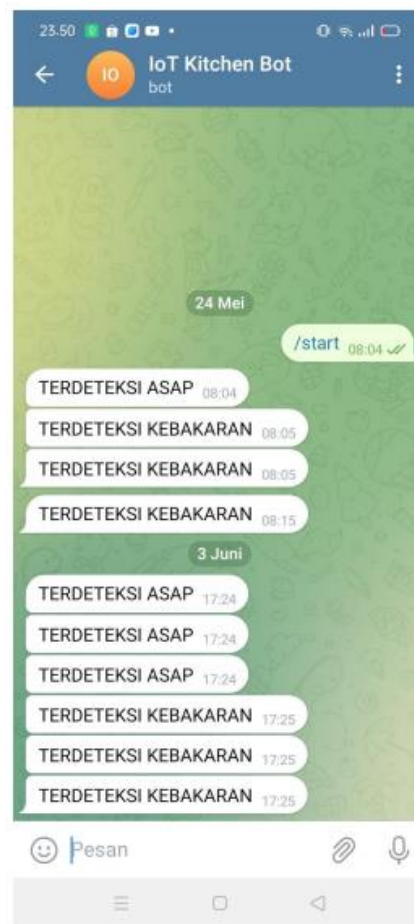 23.50
IO
IoT Kitchen Bot
bot
24 Mei
/start 08:04
TERDETEKSI ASAP 08:04
TERDETEKSI KEBAKARAN 08:05
TERDETEKSI KEBAKARAN 08:05
TERDETEKSI KEBAKARAN 08:15
3 Juni
TERDETEKSI ASAP 17:24
TERDETEKSI ASAP 17:24
TERDETEKSI ASAP 17:24
TERDETEKSI KEBAKARAN 17:25
TERDETEKSI KEBAKARAN 17:25
TERDETEKSI KEBAKARAN 17:25
Pesan